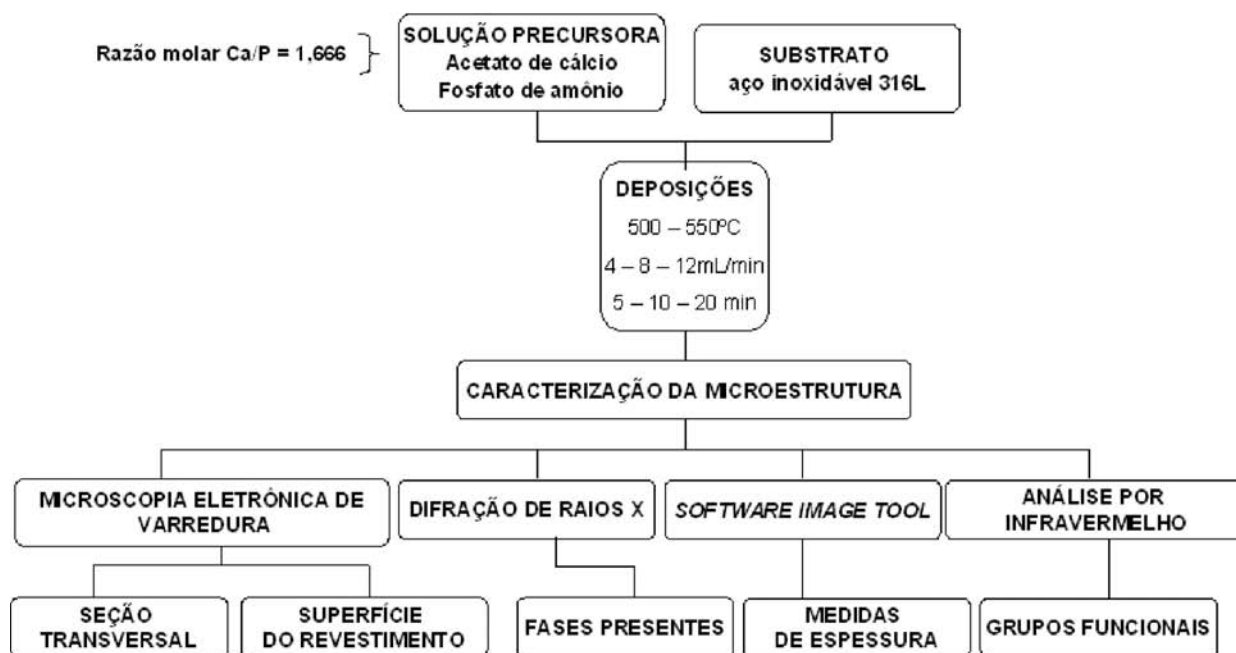 Razão molar Ca/P = 1,666
SOLUÇÃO PRECURSORA
Acetato de cálcio
Fosfato de amônio
SUBSTRATO
aço inoxidável 316L
DEPOSIÇÕES
500 – 550ºC
4 – 8 – 12mL/min
5 – 10 – 20 min
CARACTERIZAÇÃO DA MICROESTRUTURA
MICROSCOPIA ELETRÔNICA DE
VARREDURA
DIFRAÇÃO DE RAIOS X
SOFTWARE IMAGE TOOL
ANÁLISE POR
INFRAVERMELHO
SEÇÃO
TRANSVERSAL
SUPERFÍCIE
DO REVESTIMENTO
FASES PRESENTES
MEDIDAS
DE ESPESSURA
GRUPOS FUNCIONAIS